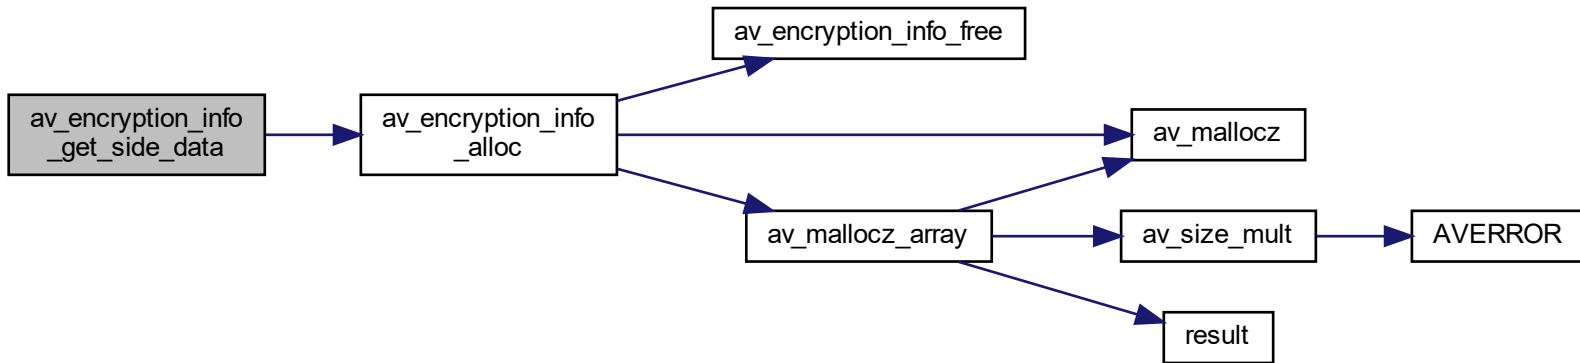 av_encryption_info
_get_side_data
av_encryption_info
_alloc
av_encryption_info_free
av_mallocz
av_mallocz_array
av_size_mult
AVERROR
result